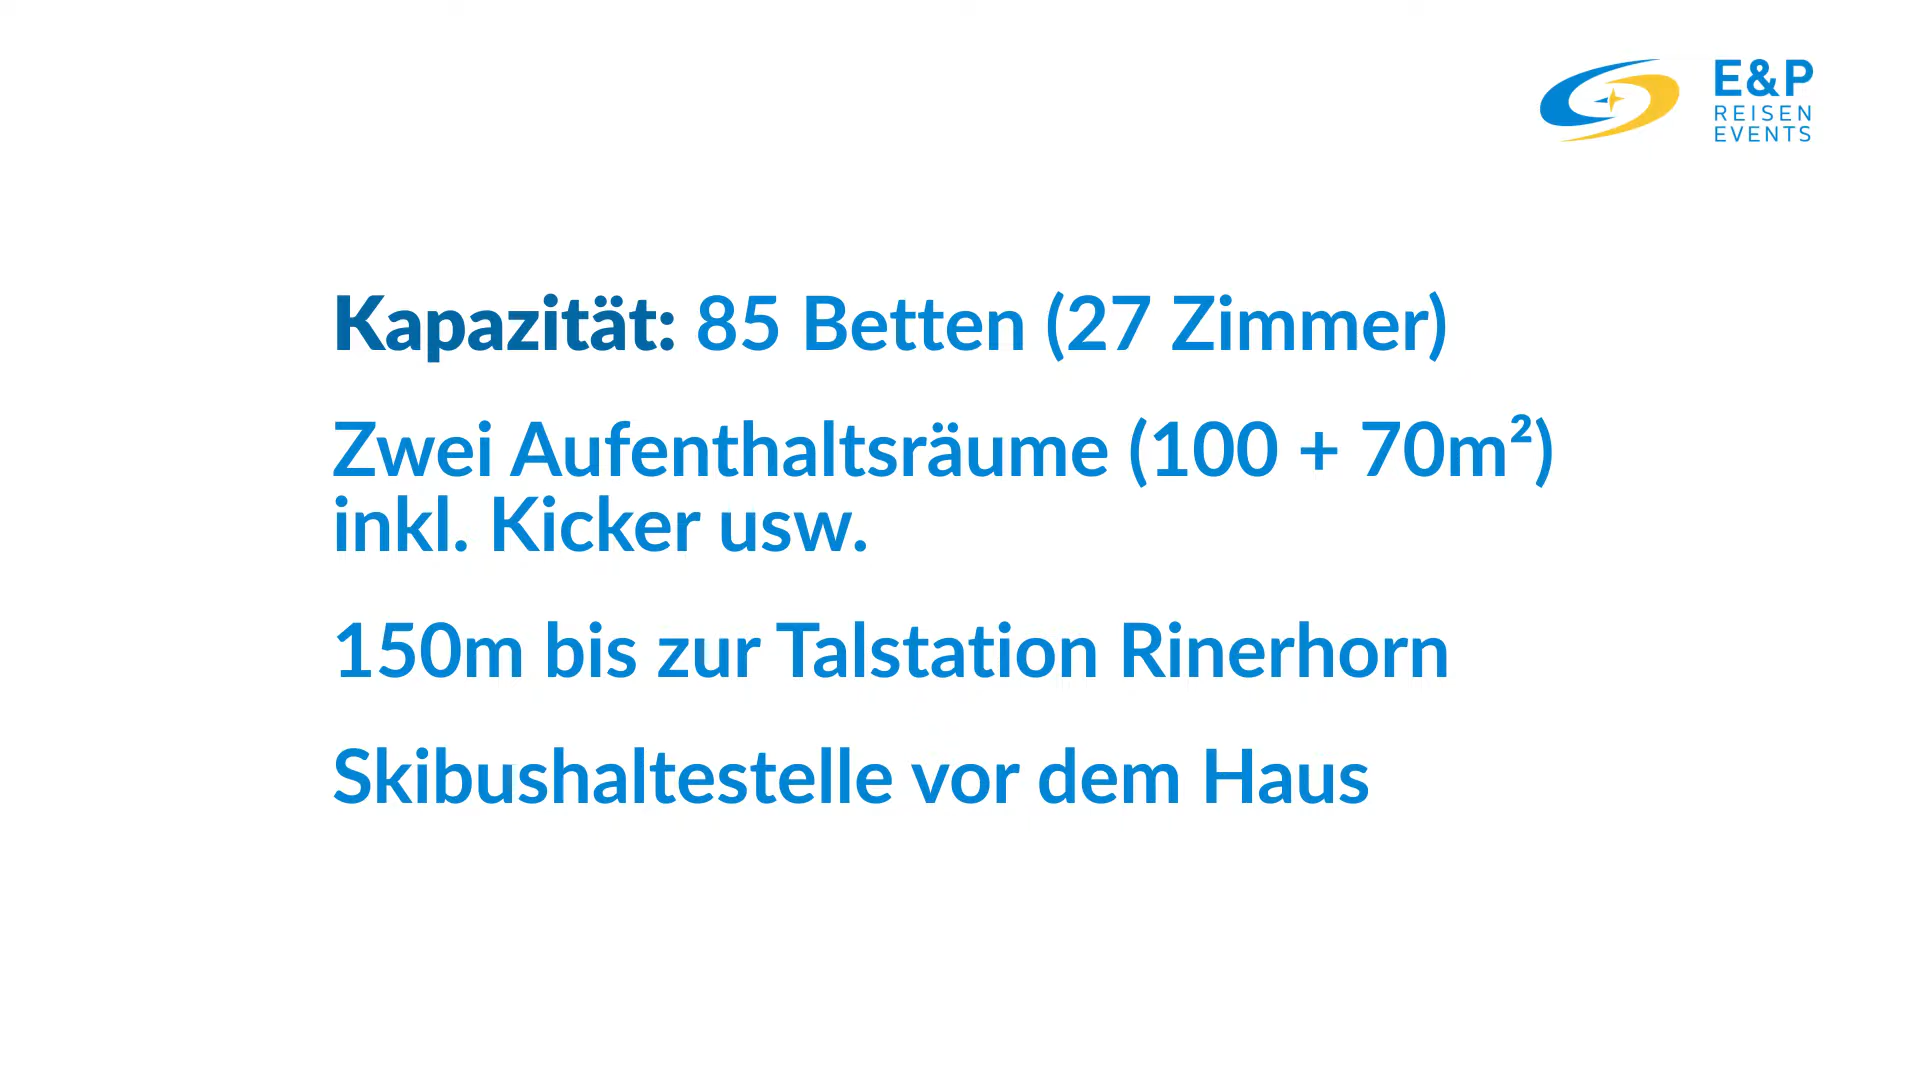 E&P
REISEN
EVENTS
Kapazität: 85 Betten (27 Zimmer)
Zwei Aufenthaltsräume (100 + 70m²)
inkl. Kicker usw.
150m bis zur Talstation Rinerhorn
Skibushaltestelle vor dem Haus